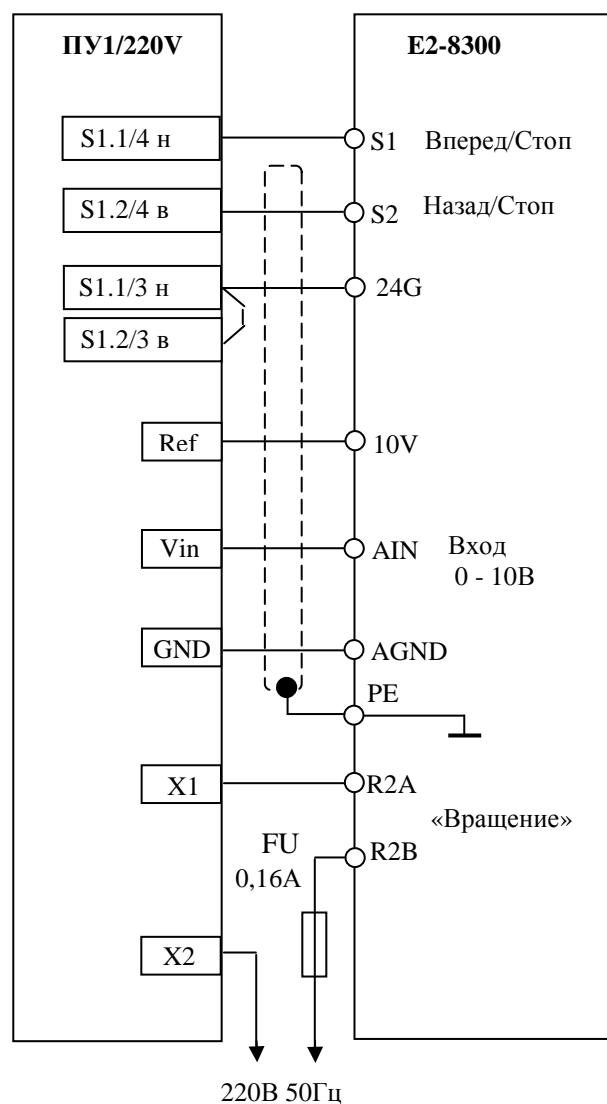 ПУ1/220V
E2-8300
S1.1/4 н
S1 Вперед/Стоп
S1.2/4 в
S2 Назад/Стоп
S1.1/3 н
24G
S1.2/3 в
Ref
10V
Vin
AIN Вход
0 - 10В
GND
AGND
PE
X1
R2A
«Вращение»
FU
0,16А
R2B
X2
220В 50Гц